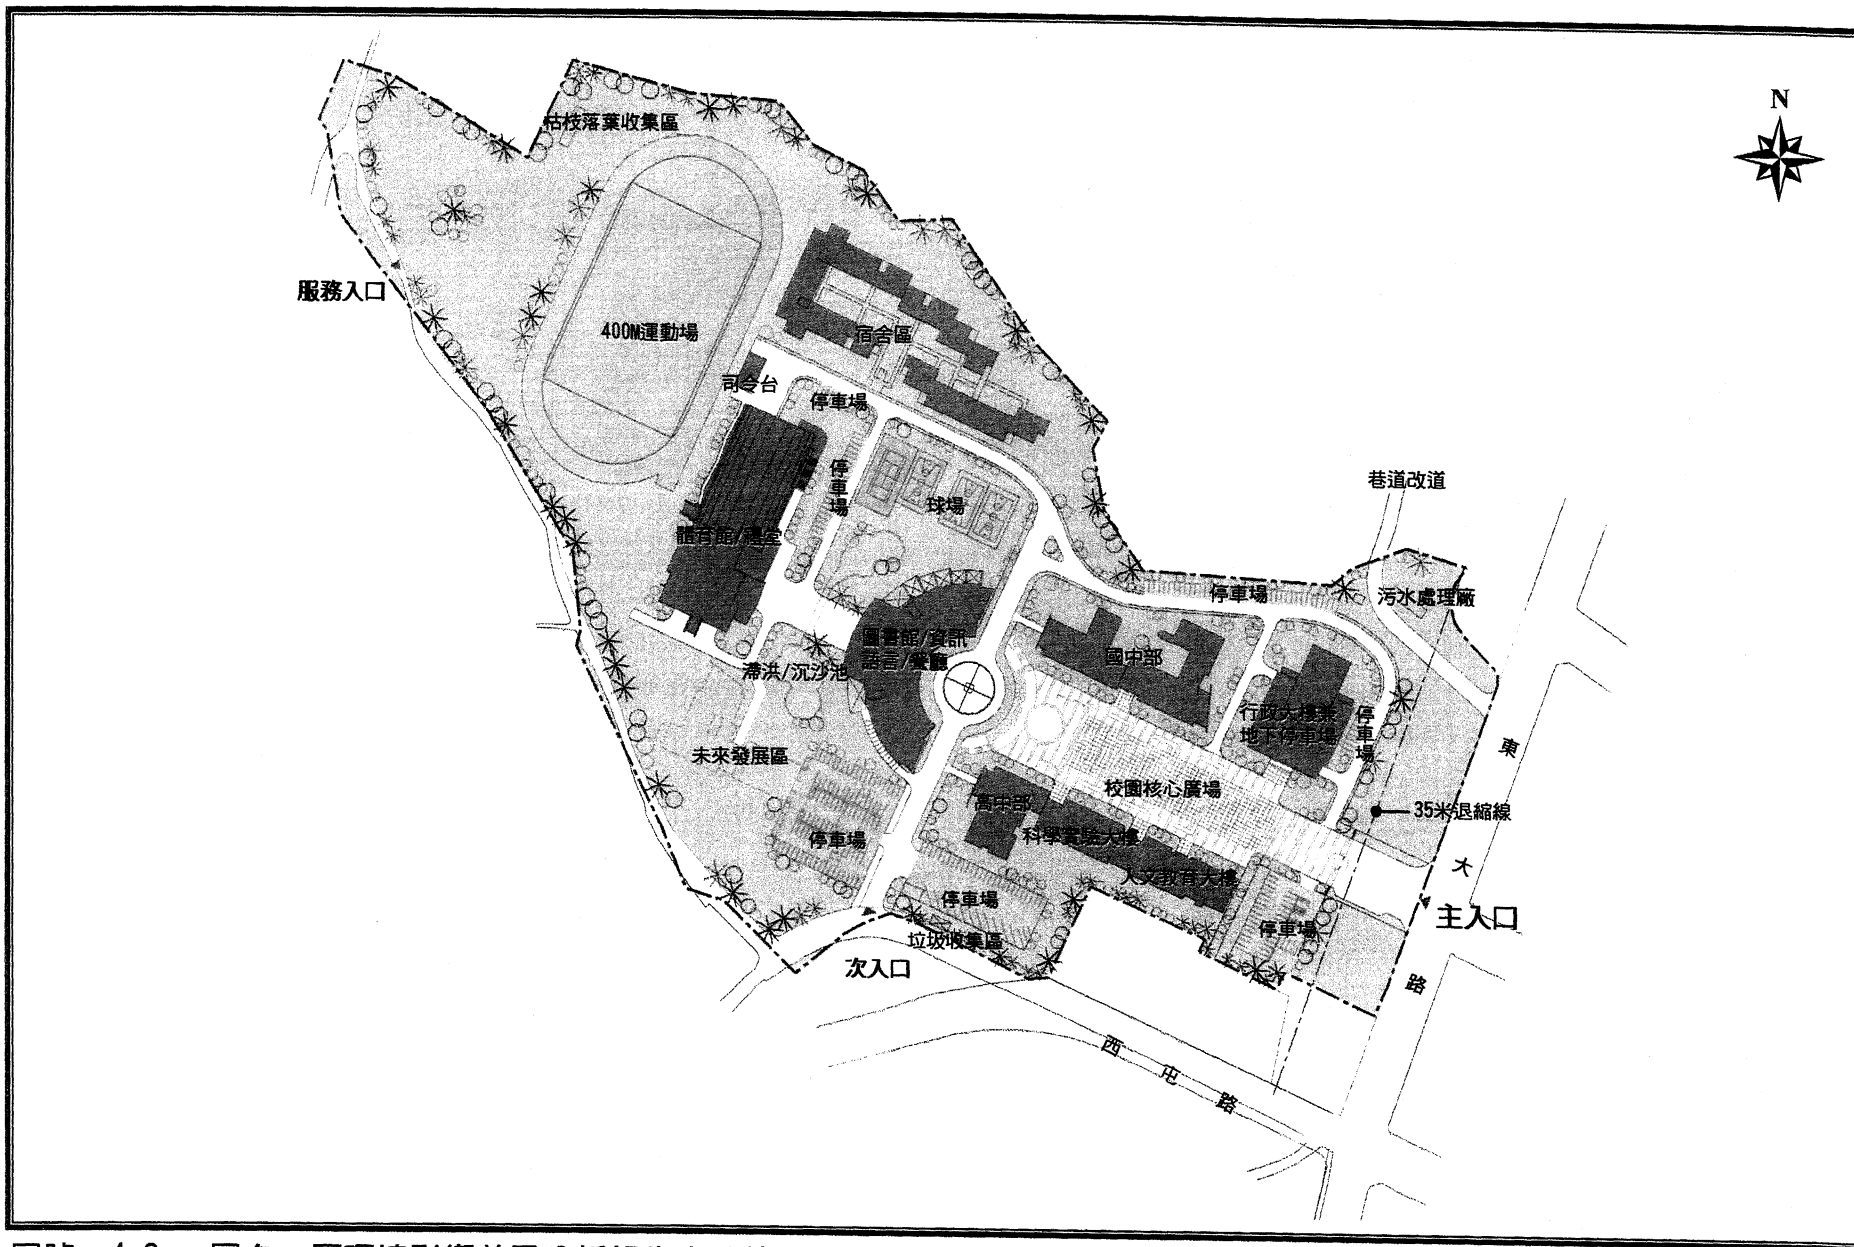 N
枯枝落葉收集區
服務入口
400M運動場
宿舍區
司令台
停車場
停車場
球場
巷道改道
體育館/禮堂
停車場
污水處理廠
圖書館/資訊
語言/餐廳
國中部
滯洪/沉沙池
行政大樓兼
地下停車場
停車場
東大路
未來發展區
校園核心廣場
高中部
35米退縮線
科學實驗大樓
停車場
人文教育大樓
停車場
停車場
主入口
垃圾收集區
次入口
西屯路